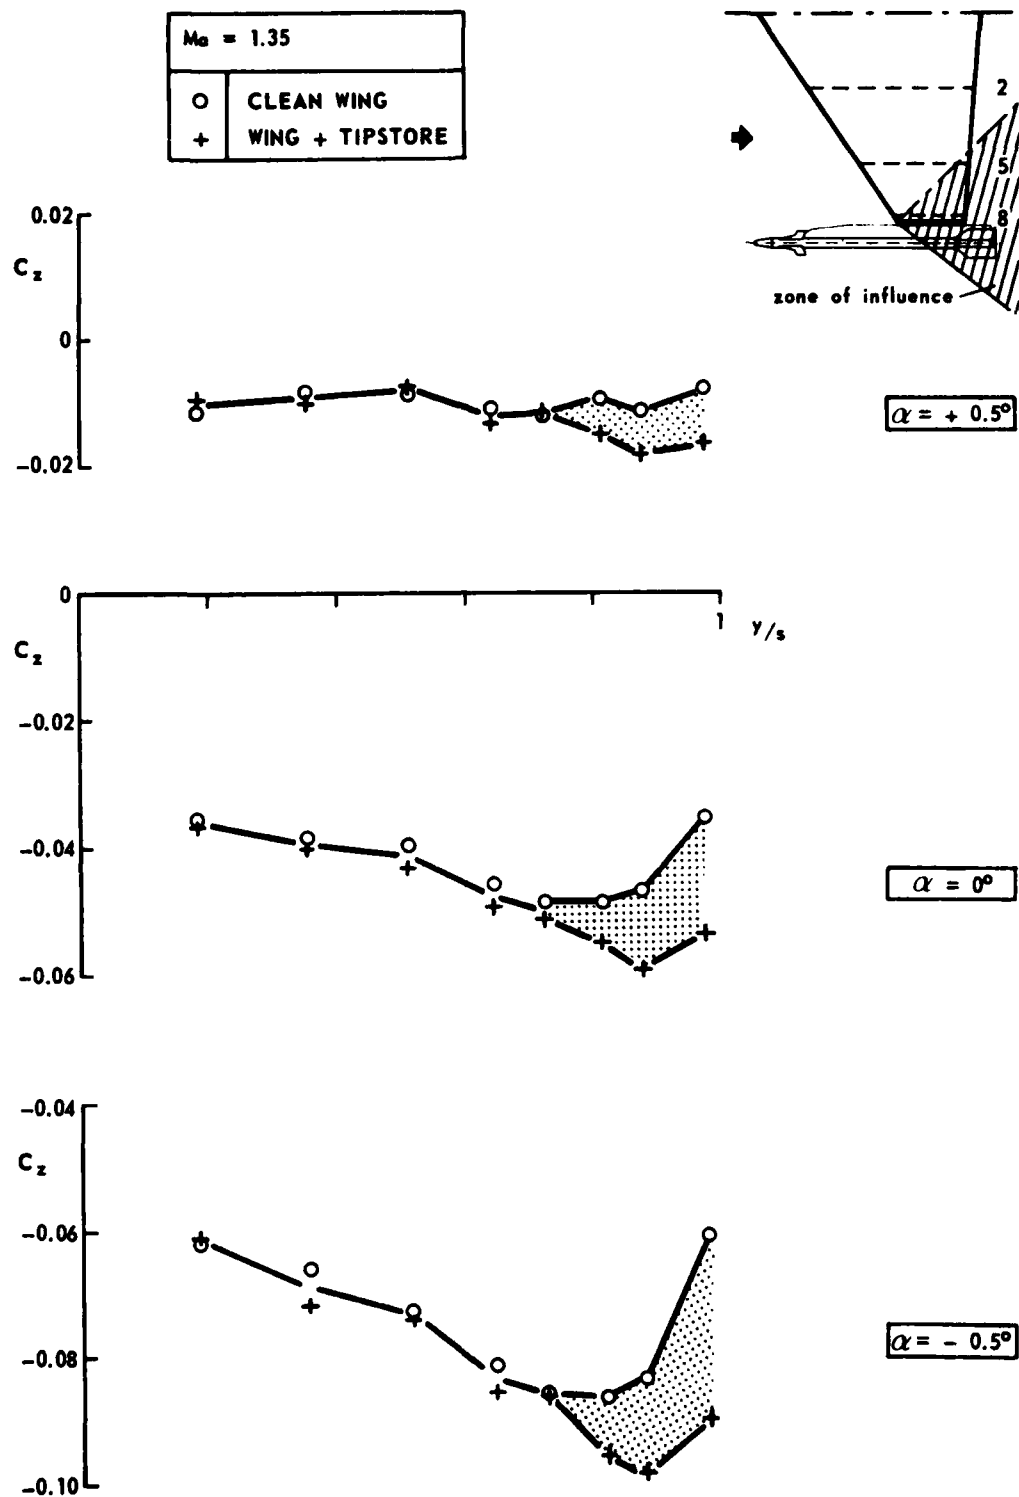 Ma = 1.35
O CLEAN WING
+ WING + TIPSTORE
2
5
8
zone of influence
0.02
C z
0
-0.02
α = + 0.5°
0
1 y/s
C z
-0.02
-0.04
α = 0°
-0.06
-0.04
C z
-0.06
-0.08
α = - 0.5°
-0.10